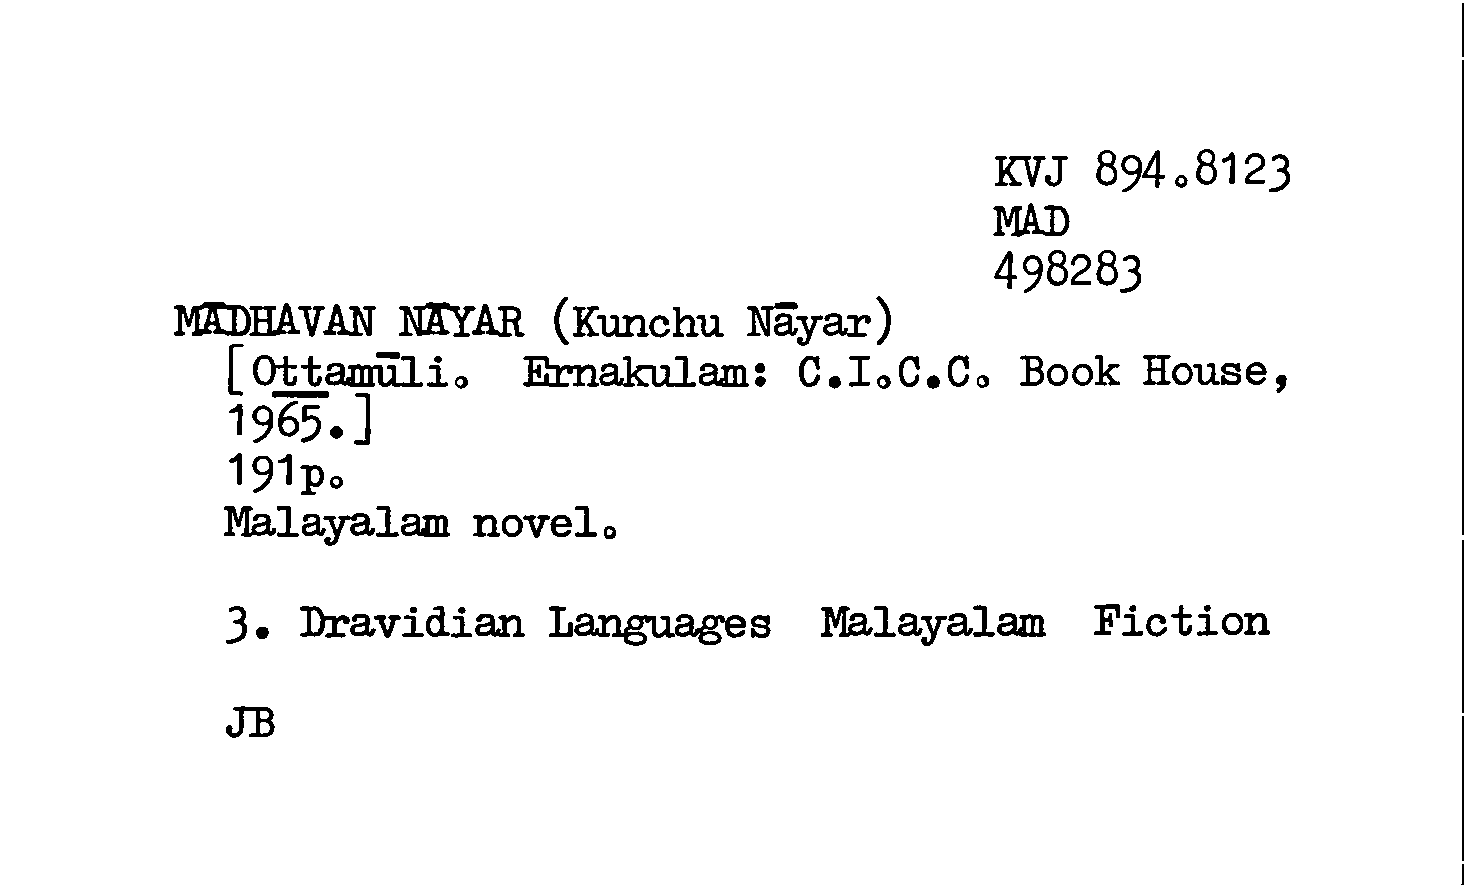 KVJ 894.8123
MAD
498283
MĀDHAVAN NĀYAR (Kunchu Nāyar)
[Oṯṯamūli. Ernakulam: C.I.C.C. Book House,
1965.]
191p.
Malayalam novel.
3. Dravidian Languages Malayalam Fiction
JB